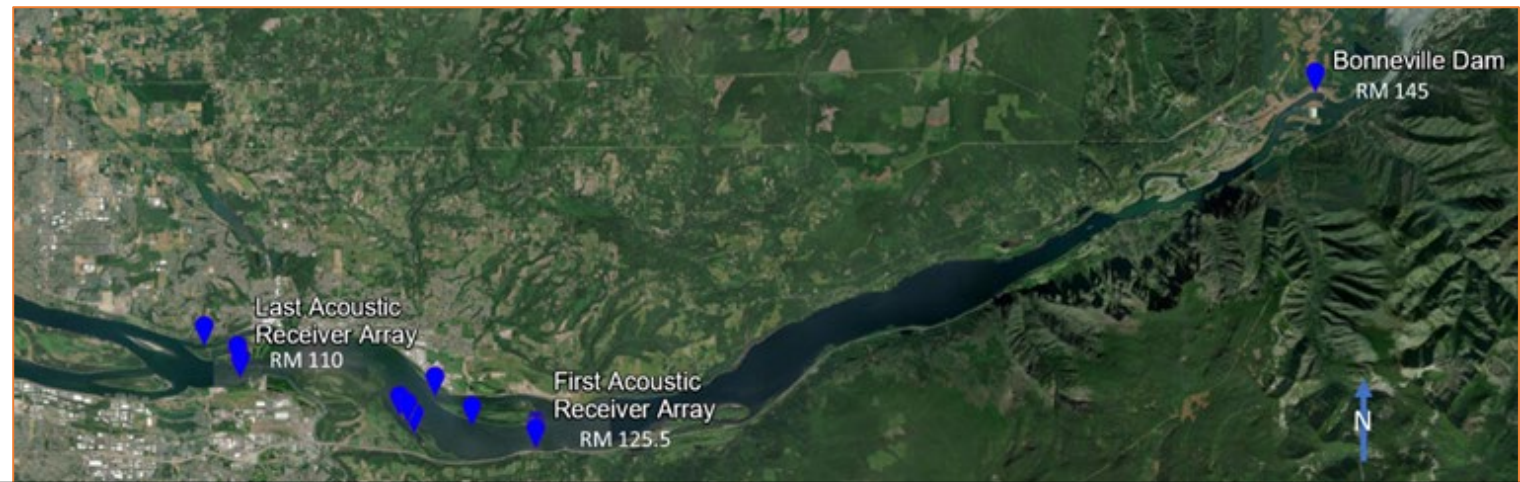 Bonneville Dam
RM 145
Last Acoustic
Receiver Array
RM 110
First Acoustic
Receiver Array
RM 125.5
N